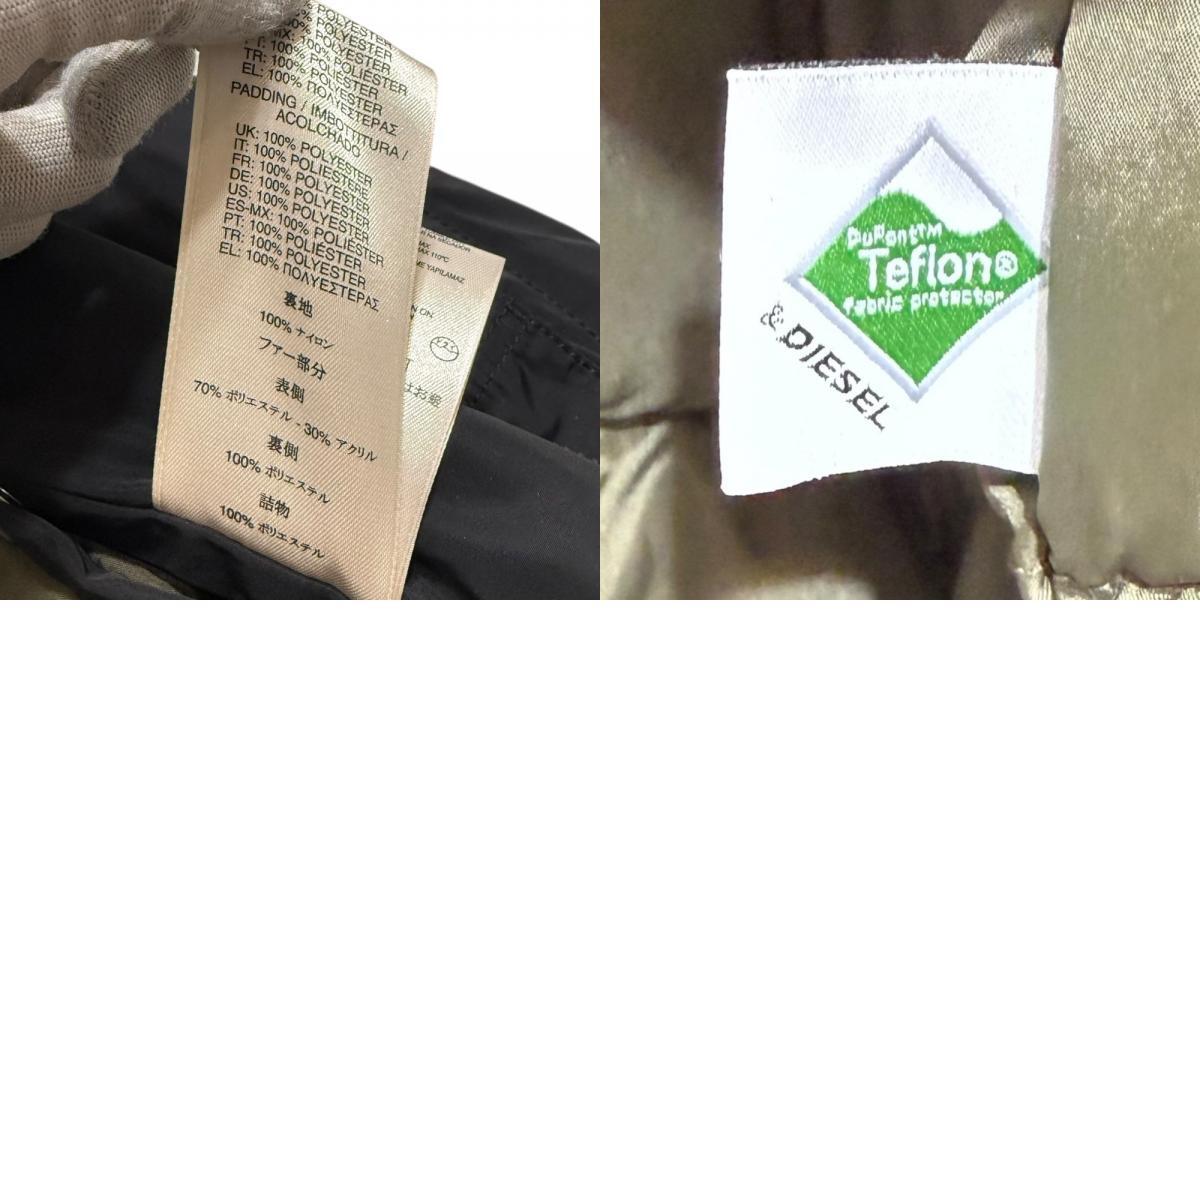 100% POLYESTER
100% POLIÉSTER
TR: 100% POLYESTER
EL: 100% ΠΟΛΥΕΣΤΕΡΑΣ
PADDING / IMBOTTITURA /
ACOLCHADO
UK: 100% POLYESTER
IT: 100% POLIESTERE
FR: 100% POLYESTER
DE: 100% POLYESTER
US: 100% POLYESTER
ES-MX: 100% POLIÉSTER
PT: 100% POLIÉSTER
TR: 100% POLYESTER
EL: 100% ΠΟΛΥΕΣΤΕΡΑΣ
裏地
100% ナイロン
ファー部分
表側
70% ポリエステル - 30% アクリル
裏側
100% ポリエステル
詰物
100% ポリエステル
110°C
YAPILAMAZ
DuPont™
Teflon®
fabric protector
& DIESEL